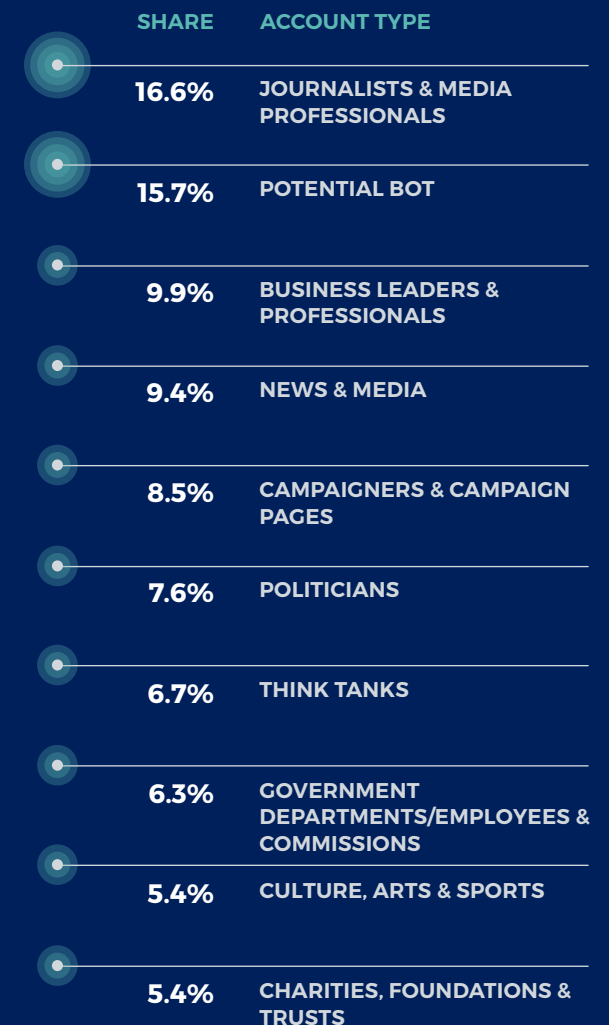 SHARE ACCOUNT TYPE
16.6% JOURNALISTS & MEDIA
PROFESSIONALS
15.7% POTENTIAL BOT
9.9% BUSINESS LEADERS &
PROFESSIONALS
9.4% NEWS & MEDIA
8.5% CAMPAIGNERS & CAMPAIGN
PAGES
7.6% POLITICIANS
6.7% THINK TANKS
6.3% GOVERNMENT
DEPARTMENTS/EMPLOYEES &
COMMISSIONS
5.4% CULTURE, ARTS & SPORTS
5.4% CHARITIES, FOUNDATIONS &
TRUSTS